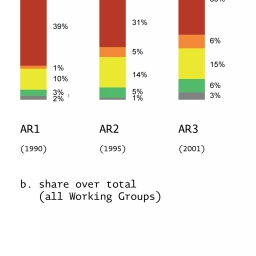 39% 31%
5% 6%
1%
10% 14% 15%
3% 5% 6%
2% 1% 3%
AR1 AR2 AR3
(1990) (1995) (2001)
b. share over total
(all Working Groups)